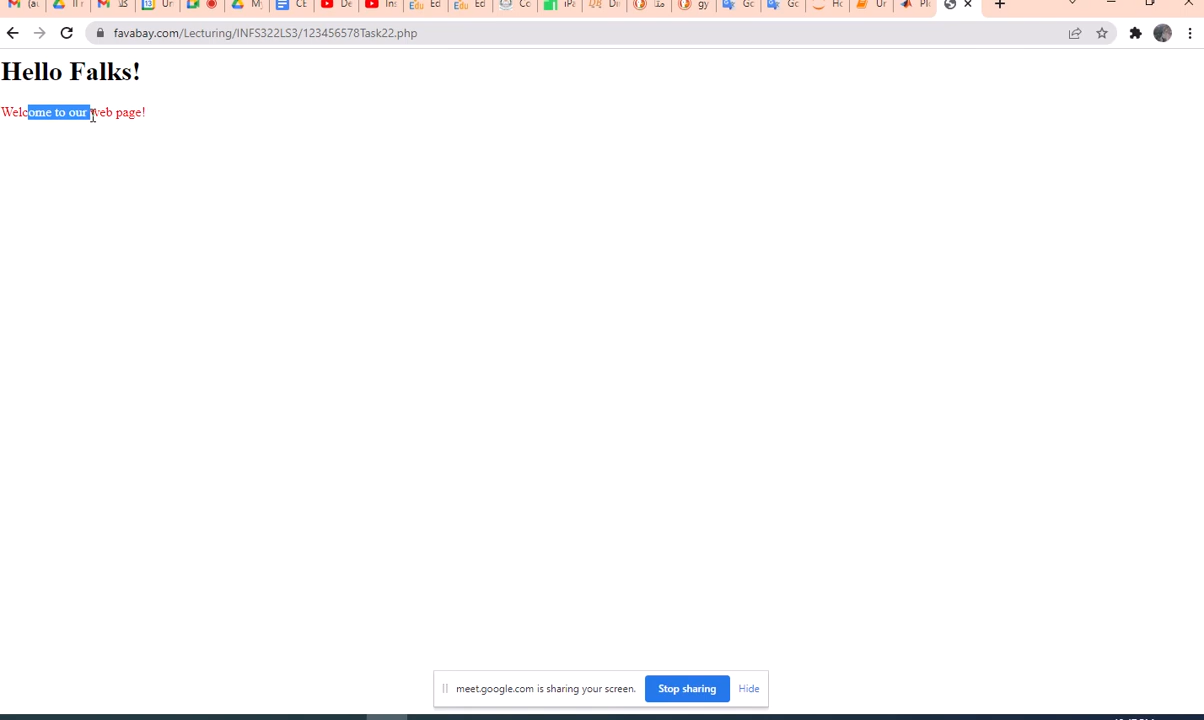 favabay.com/Lecturing/INFS322LS3/123456578Task22.php
Hello Falks!
Welcome to our web page!
meet.google.com is sharing your screen. Stop sharing Hide